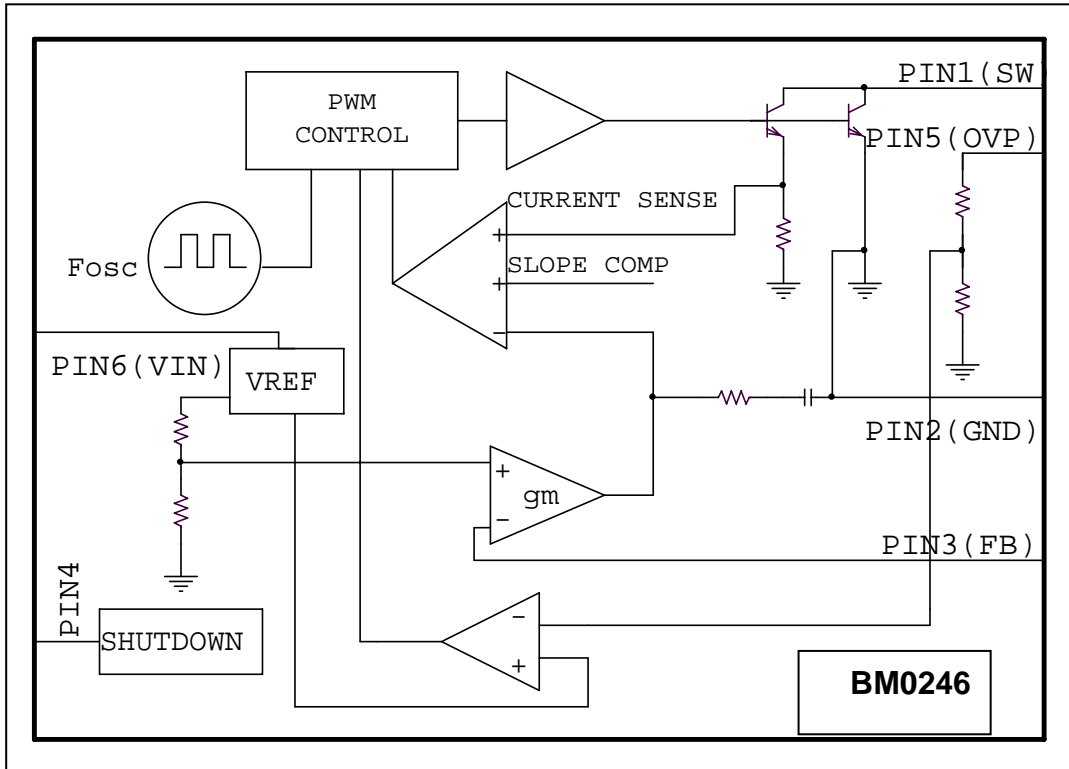 PIN1(SW)
PWM
CONTROL
PIN5(OVP)
CURRENT SENSE
+
Fosc
SLOPE COMP
+
-
PIN6(VIN)
VREF
PIN2(GND)
+
gm
-
PIN3(FB)
PIN4
SHUTDOWN
-
+
BM0246